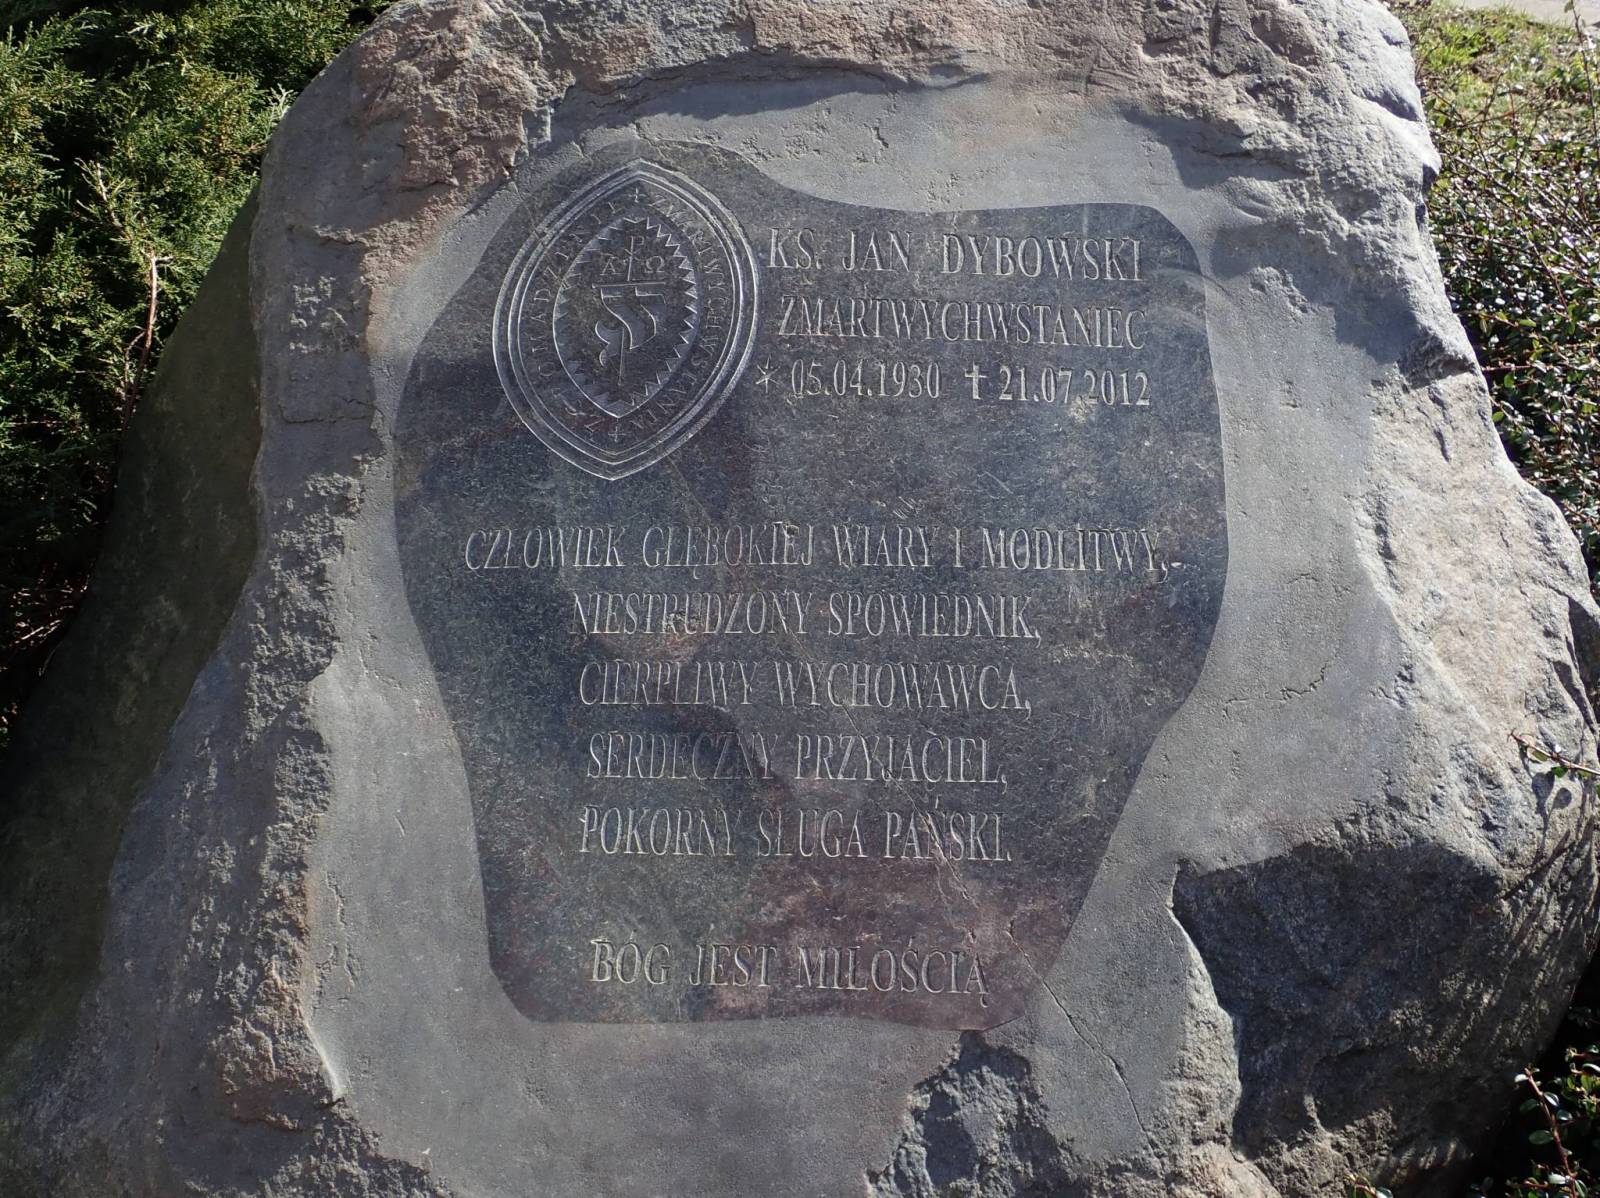 KS. JAN DYBOWSKI
ZMARTWYCHWSTANIEC
* 05.04.1930 ✝ 21.07.2012
P
Α Ω
CZŁOWIEK GŁĘBOKIEJ WIARY I MODLITWY,
NIESTRUDZONY SPOWIEDNIK,
CIERPLIWY WYCHOWAWCA,
SERDECZNY PRZYJACIEL,
POKORNY SŁUGA PAŃSKI.
BÓG JEST MIŁOŚCIĄ